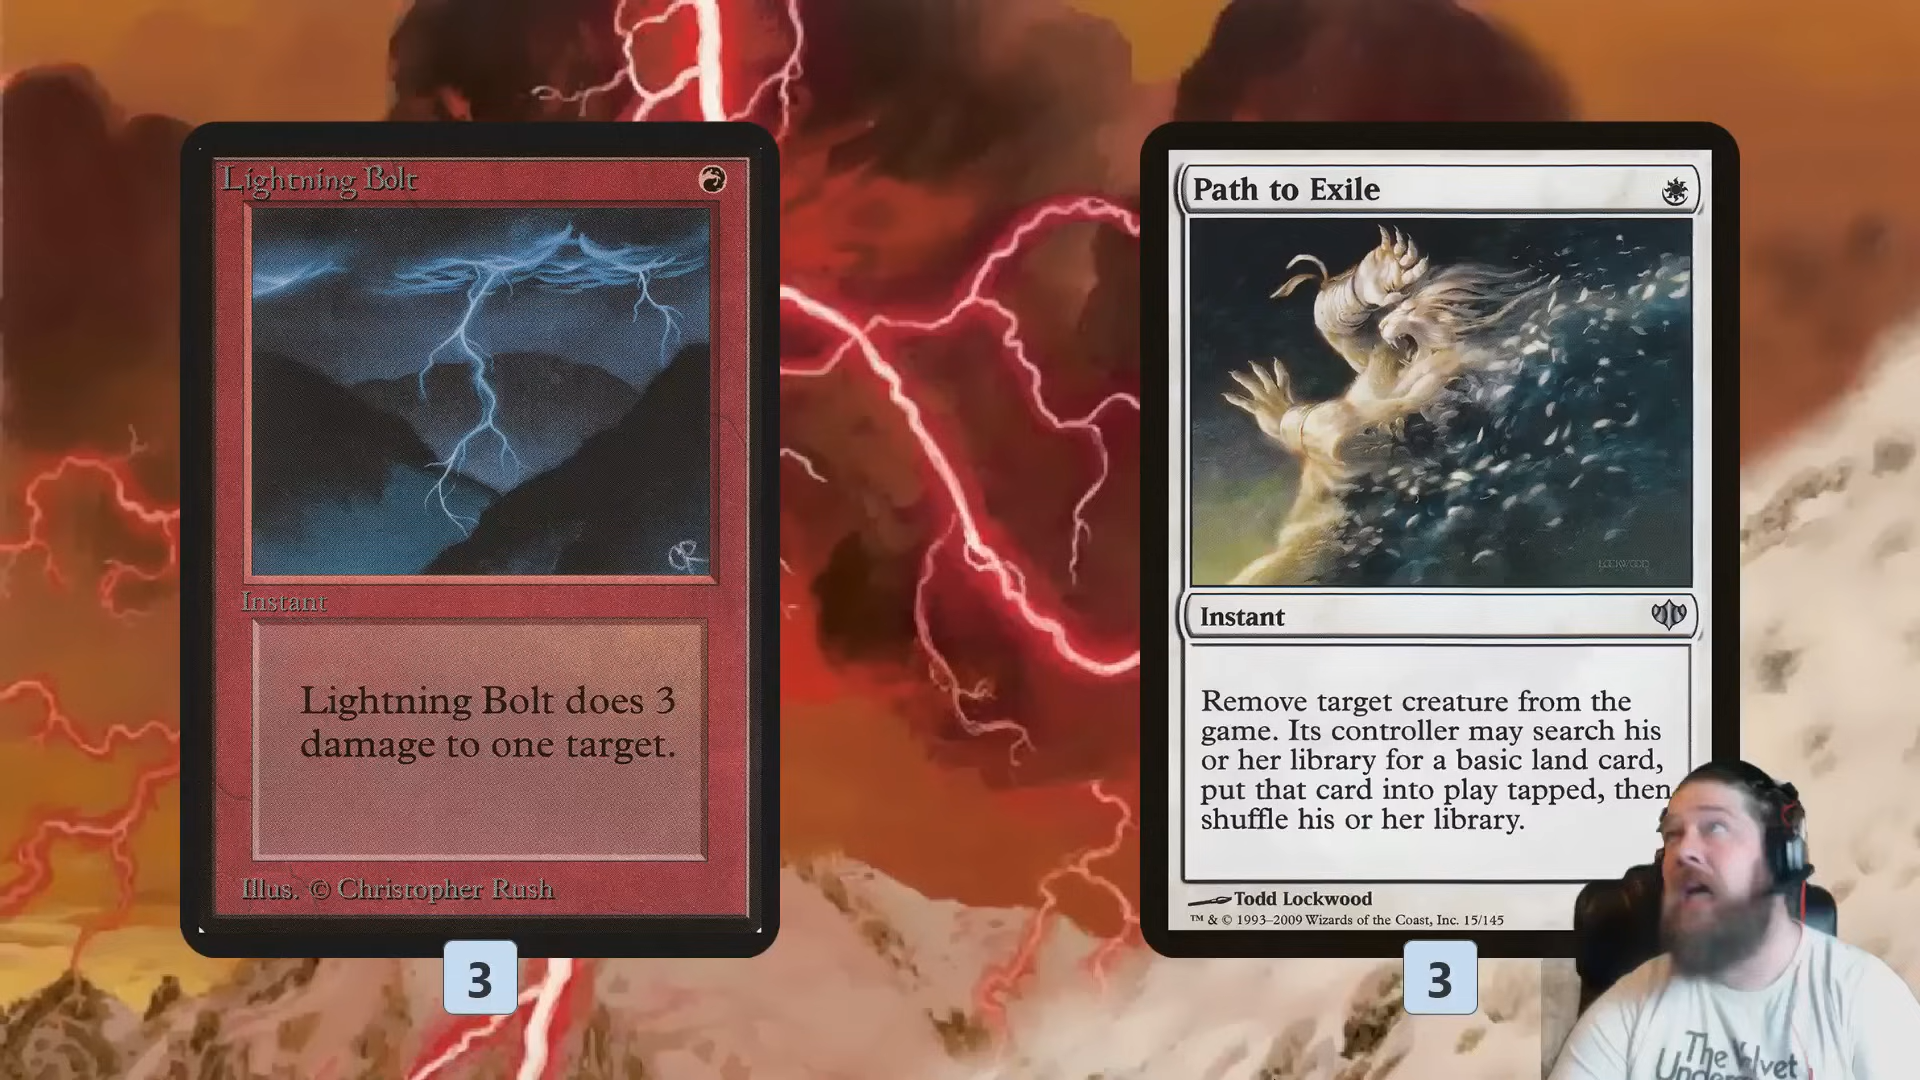 Lightning Bolt
CR
Instant
Lightning Bolt does 3
damage to one target.
Illus. © Christopher Rush
3
Path to Exile
LOCKWOOD
Instant
Remove target creature from the
game. Its controller may search his
or her library for a basic land card,
put that card into play tapped, then
shuffle his or her library.
Todd Lockwood
™ & © 1993–2009 Wizards of the Coast, Inc. 15/145
3
The Velvet